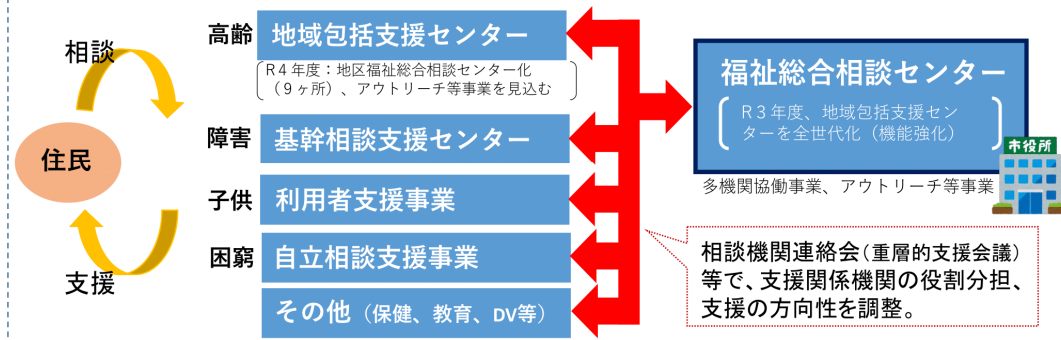 相談
住民
支援
高齢 地域包括支援センター
R4年度：地区福祉総合相談センター化
（9ヶ所）、アウトリーチ等事業を見込む
障害 基幹相談支援センター
子供 利用者支援事業
困窮 自立相談支援事業
その他（保健、教育、DV等）
福祉総合相談センター
R3年度、地域包括支援セン
ターを全世代化（機能強化）
市役所
多機関協働事業、アウトリーチ等事業
相談機関連絡会（重層的支援会議）
等で、支援関係機関の役割分担、
支援の方向性を調整。